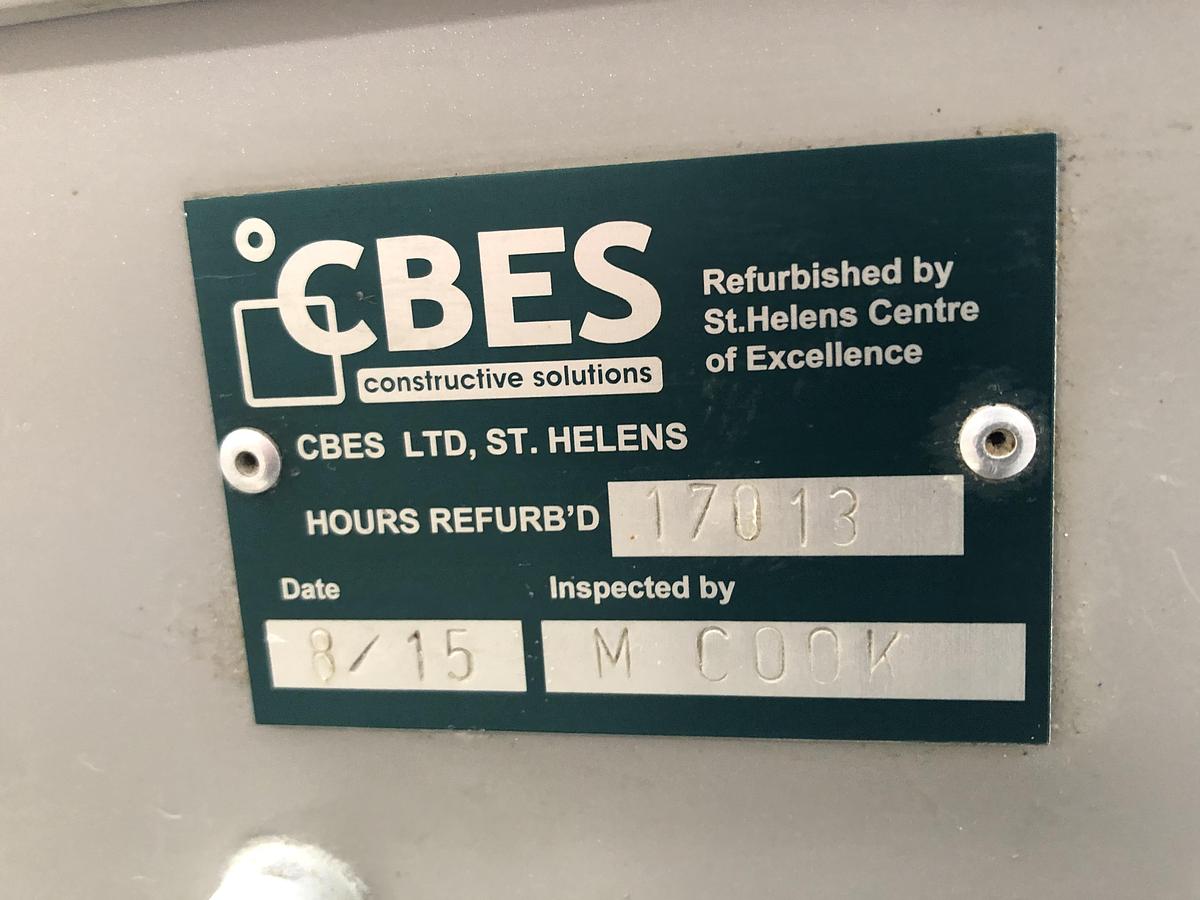 CBES
constructive solutions
Refurbished by
St.Helens Centre
of Excellence
CBES LTD, ST. HELENS
HOURS REFURB'D 17013
Date Inspected by
8/15 M COOK